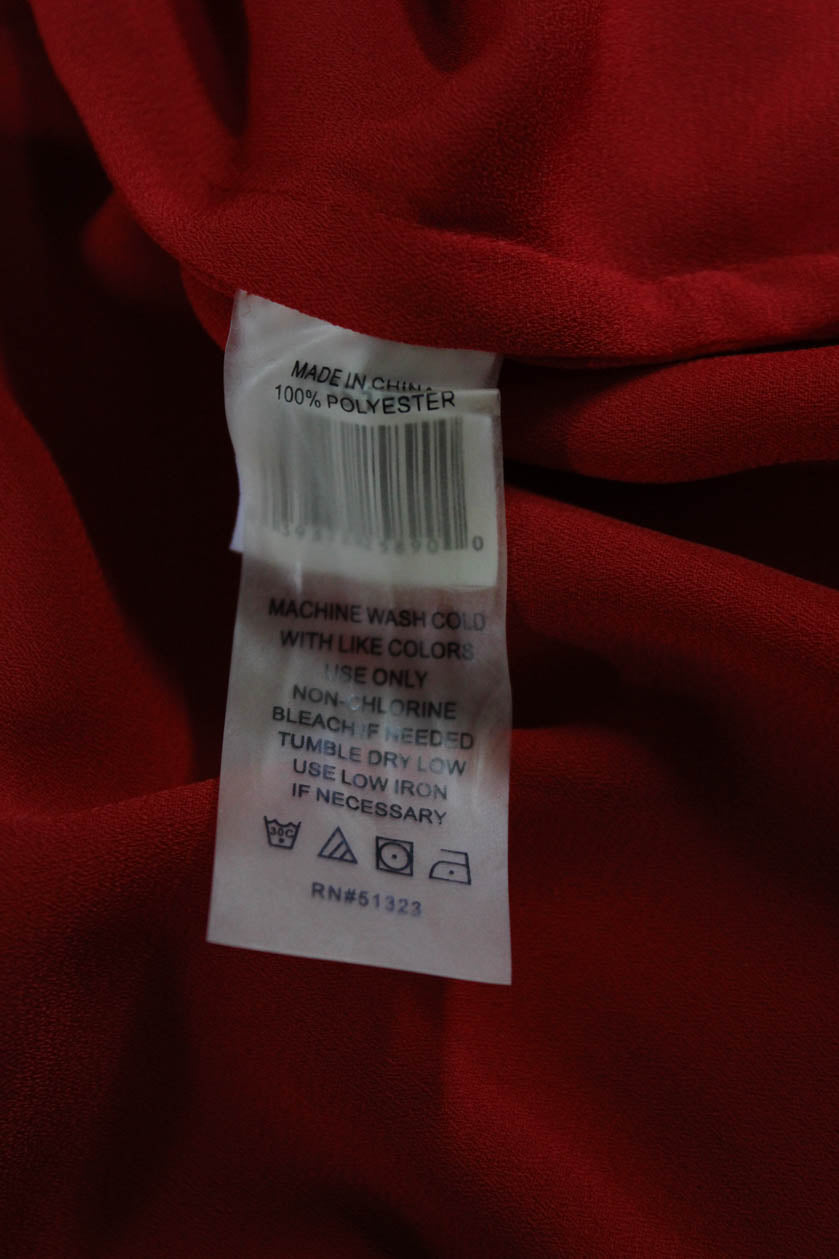 MADE IN CHINA
100% POLYESTER
MACHINE WASH COLD
WITH LIKE COLORS
USE ONLY
NON-CHLORINE
BLEACH IF NEEDED
TUMBLE DRY LOW
USE LOW IRON
IF NECESSARY
30C
RN#51323